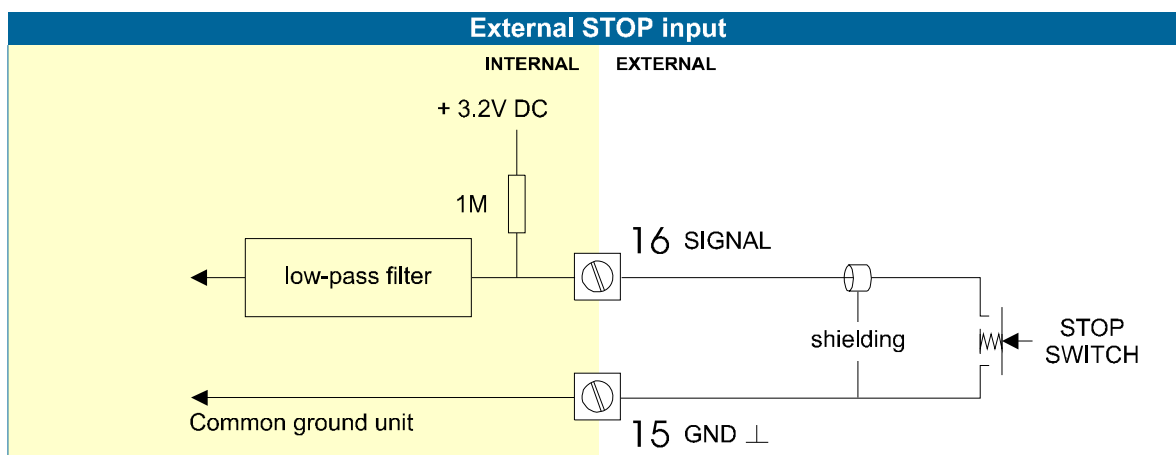 External STOP input
INTERNAL
EXTERNAL
+ 3.2V DC
1M
16 SIGNAL
low-pass filter
shielding
STOP
SWITCH
Common ground unit
15 GND ⊥